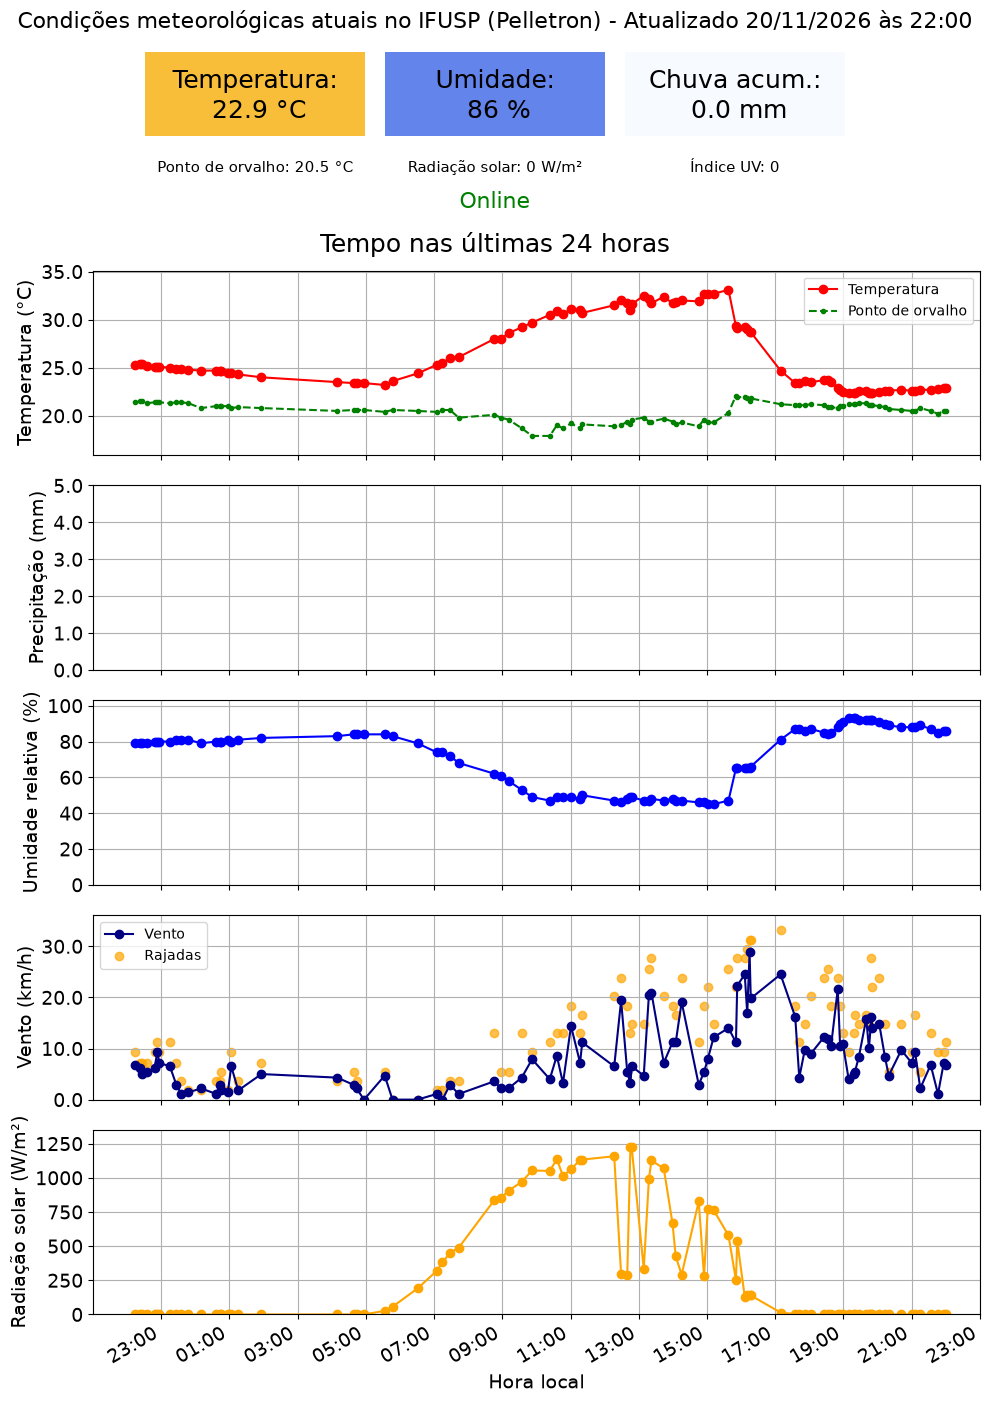 Condições meteorológicas atuais no IFUSP (Pelletron) - Atualizado 20/11/2026 às 22:00
Temperatura:
22.9 °C
Umidade:
86 %
Chuva acum.:
0.0 mm
Ponto de orvalho: 20.5 °C
Radiação solar: 0 W/m²
Índice UV: 0
Online
Tempo nas últimas 24 horas
Temperatura (°C)
35.0
30.0
25.0
20.0
Temperatura
Ponto de orvalho
Precipitação (mm)
5.0
4.0
3.0
2.0
1.0
0.0
Umidade relativa (%)
100
80
60
40
20
0
Vento (km/h)
30.0
20.0
10.0
0.0
Vento
Rajadas
Radiação solar (W/m²)
1250
1000
750
500
250
0
23:00
01:00
03:00
05:00
07:00
09:00
11:00
13:00
15:00
17:00
19:00
21:00
23:00
Hora local